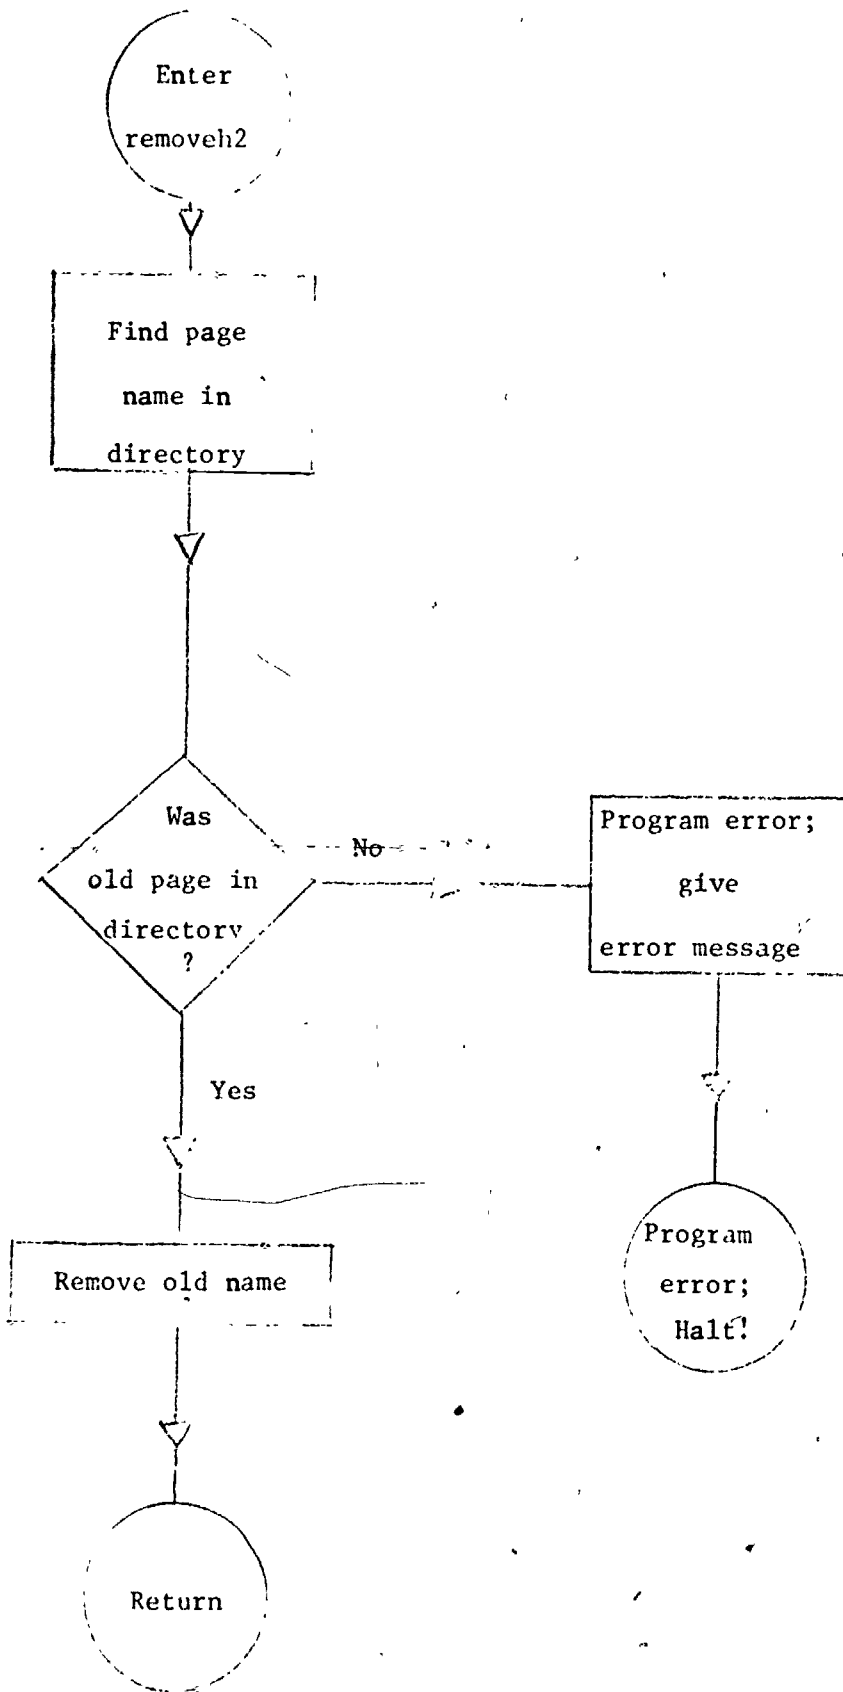 Enter
removeh2
Find page
name in
directory
Was
old page in
directory
?
No
Program error;
give
error message
Yes
Remove old name
Program
error;
Halt!
Return